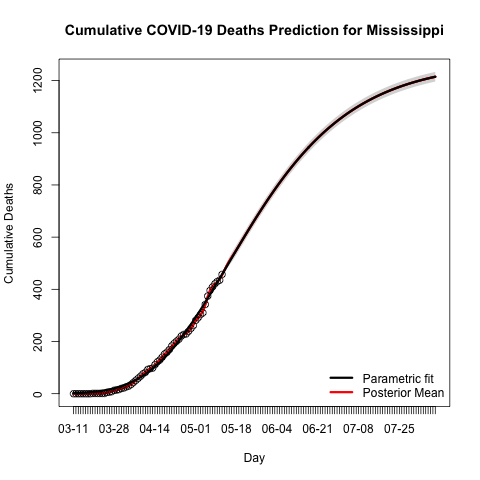 Cumulative COVID-19 Deaths Prediction for Mississippi
Cumulative Deaths
1200
1000
800
600
400
200
0
03-11 03-28 04-14 05-01 05-18 06-04 06-21 07-08 07-25
Day
Parametric fit
Posterior Mean